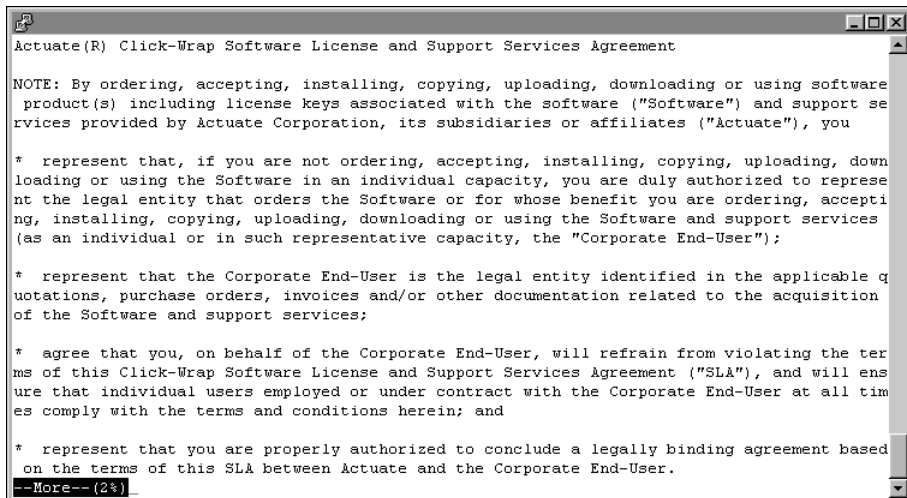 Actuate(R) Click-Wrap Software License and Support Services Agreement
NOTE: By ordering, accepting, installing, copying, uploading, downloading or using software
product(s) including license keys associated with the software ("Software") and support se
rvices provided by Actuate Corporation, its subsidiaries or affiliates ("Actuate"), you
*  represent that, if you are not ordering, accepting, installing, copying, uploading, down
loading or using the Software in an individual capacity, you are duly authorized to represe
nt the legal entity that orders the Software or for whose benefit you are ordering, accepti
ng, installing, copying, uploading, downloading or using the Software and support services
(as an individual or in such representative capacity, the "Corporate End-User");
*  represent that the Corporate End-User is the legal entity identified in the applicable q
uotations, purchase orders, invoices and/or other documentation related to the acquisition
of the Software and support services;
*  agree that you, on behalf of the Corporate End-User, will refrain from violating the ter
ms of this Click-Wrap Software License and Support Services Agreement ("SLA"), and will ens
ure that individual users employed or under contract with the Corporate End-User at all tim
es comply with the terms and conditions herein; and
*  represent that you are properly authorized to conclude a legally binding agreement based
on the terms of this SLA between Actuate and the Corporate End-User.
--More--(2%)